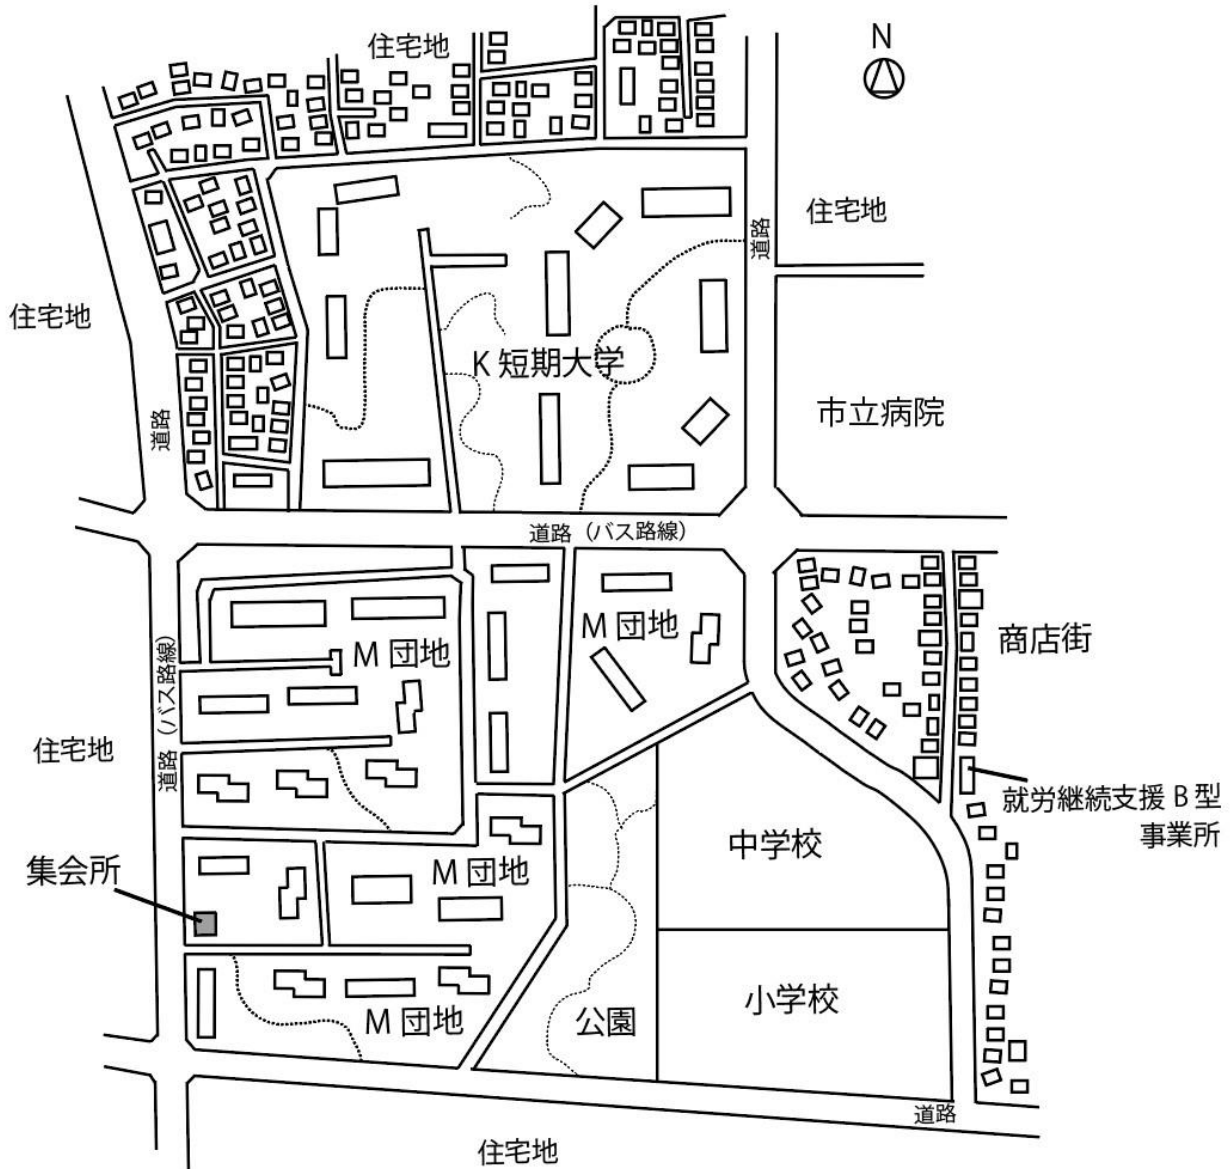 N
住宅地
住宅地
道路
住宅地
K 短期大学
市立病院
道路
道路 (バス路線)
M 団地
M 団地
商店街
道路 (バス路線)
住宅地
道路
就労継続支援 B 型
事業所
中学校
集会所
M 団地
小学校
M 団地
公園
道路
住宅地